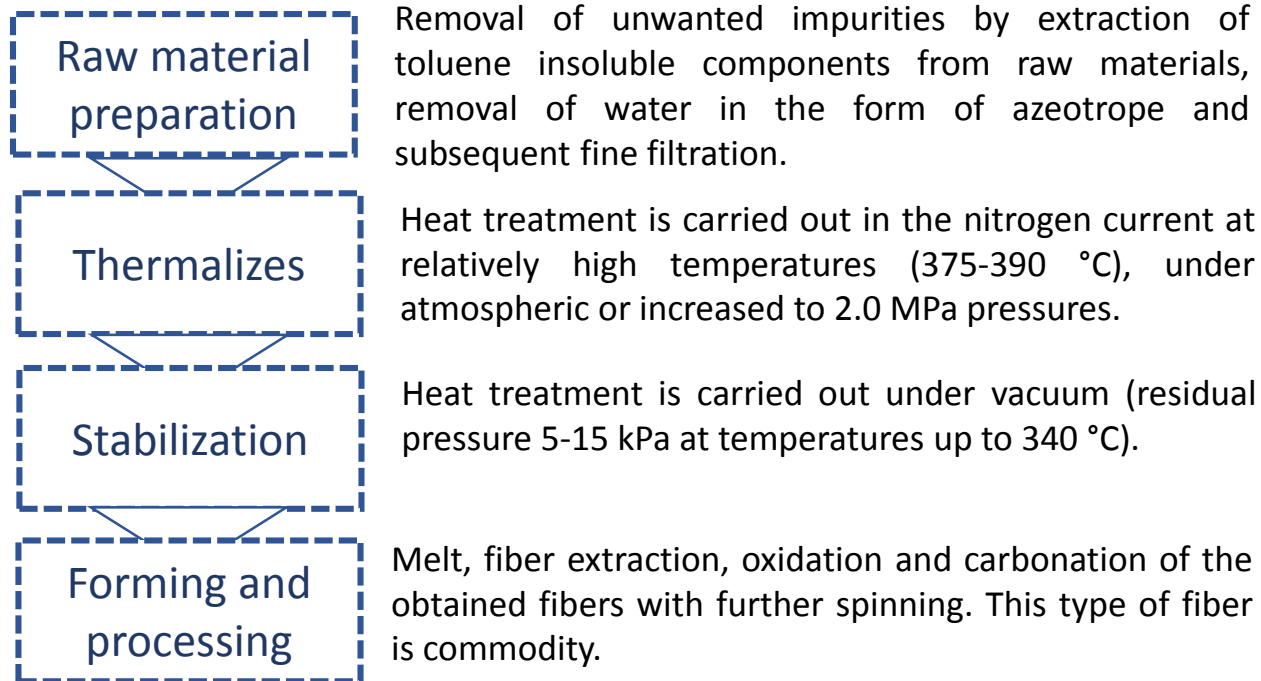 Raw material
preparation
Removal of unwanted impurities by extraction of
toluene insoluble components from raw materials,
removal of water in the form of azeotrope and
subsequent fine filtration.
Thermalizes
Heat treatment is carried out in the nitrogen current at
relatively high temperatures (375-390 °C), under
atmospheric or increased to 2.0 MPa pressures.
Stabilization
Heat treatment is carried out under vacuum (residual
pressure 5-15 kPa at temperatures up to 340 °C).
Forming and
processing
Melt, fiber extraction, oxidation and carbonation of the
obtained fibers with further spinning. This type of fiber
is commodity.